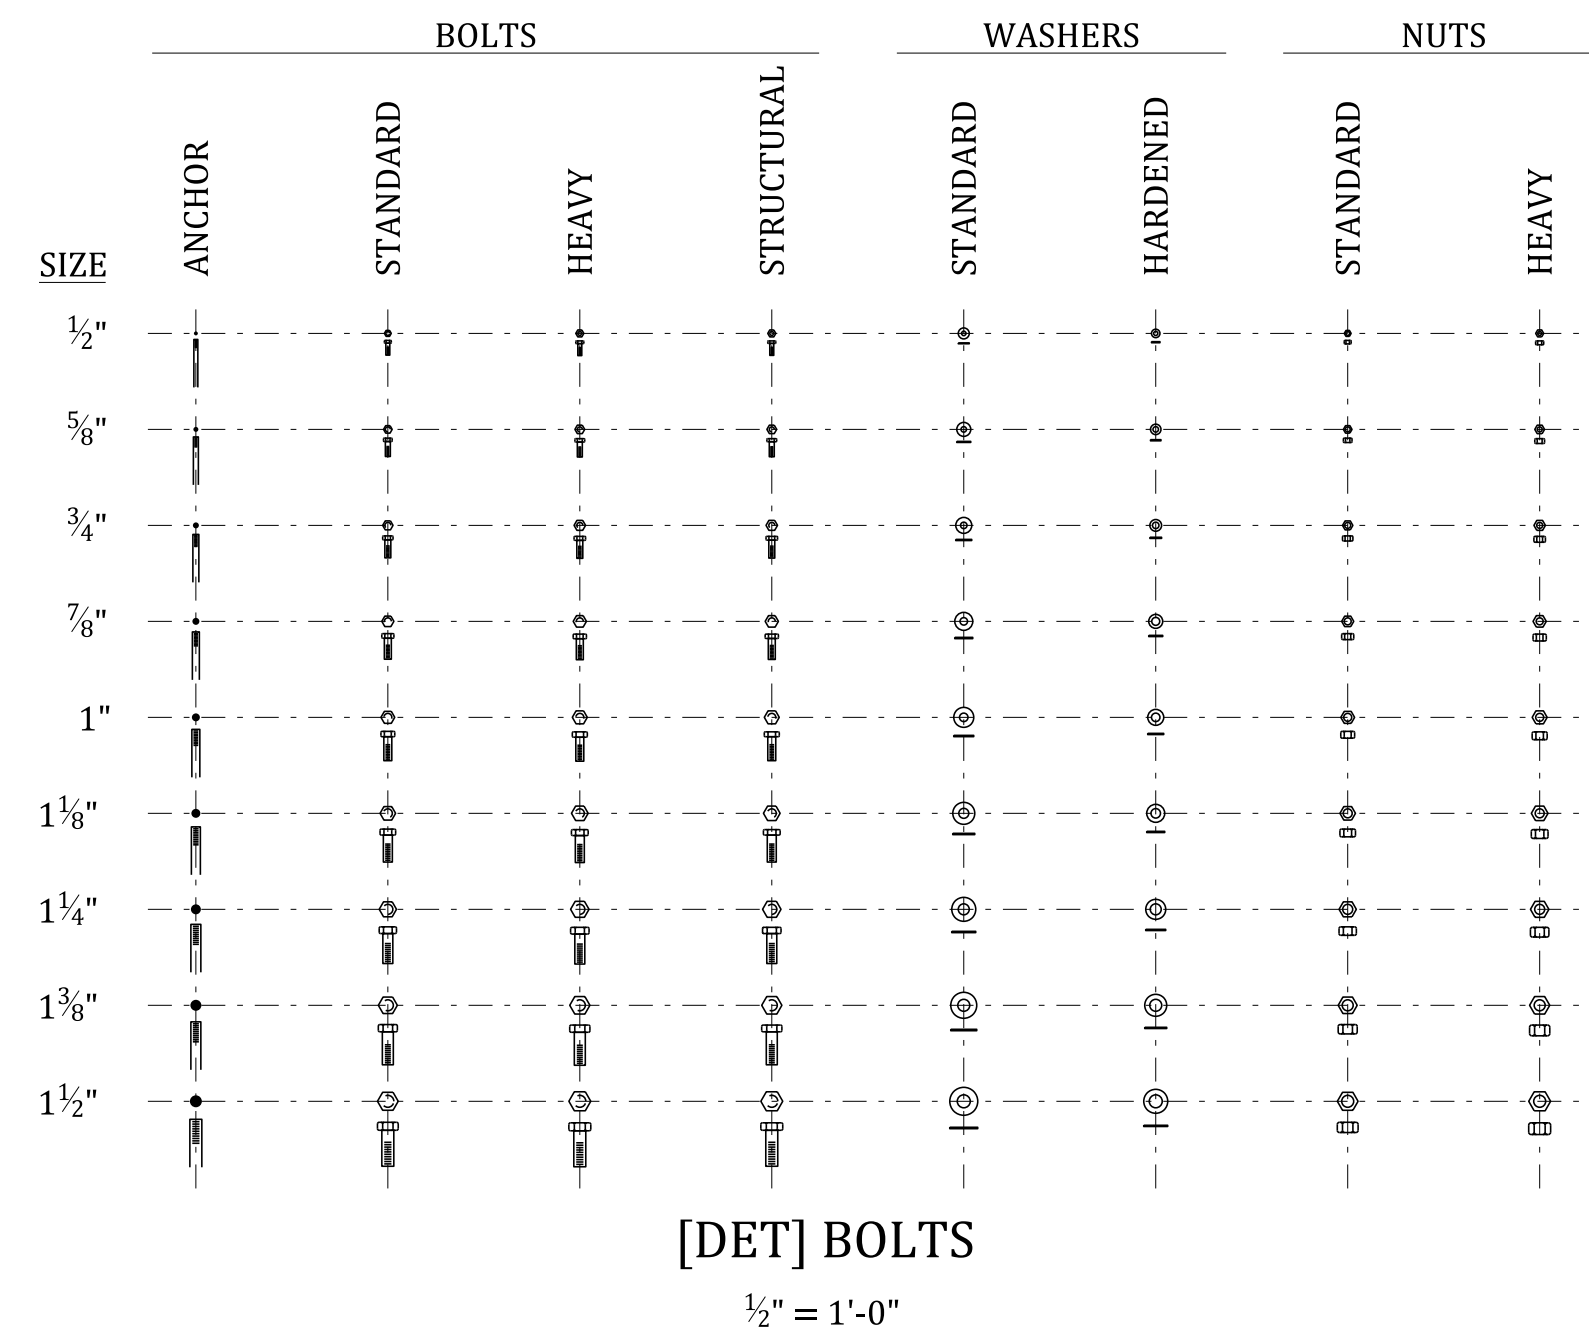 BOLTS WASHERS NUTS
SIZE ANCHOR STANDARD HEAVY STRUCTURAL STANDARD HARDENED STANDARD HEAVY
½"
⅝"
¾"
⅞"
1"
1⅛"
1¼"
1⅜"
1½"
[DET] BOLTS
½" = 1'-0"